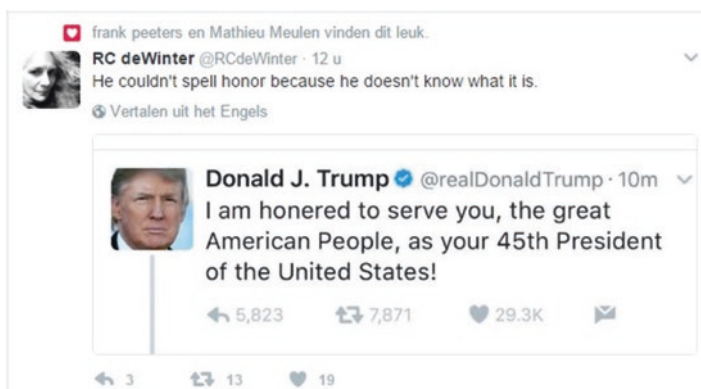 frank peeters en Mathieu Meulen vinden dit leuk.
RC deWinter @RCdeWinter · 12 u
He couldn't spell honor because he doesn't know what it is.
Vertalen uit het Engels
Donald J. Trump @realDonaldTrump · 10m
I am honered to serve you, the great
American People, as your 45th President
of the United States!
5,823 7,871 29.3K
3 13 19